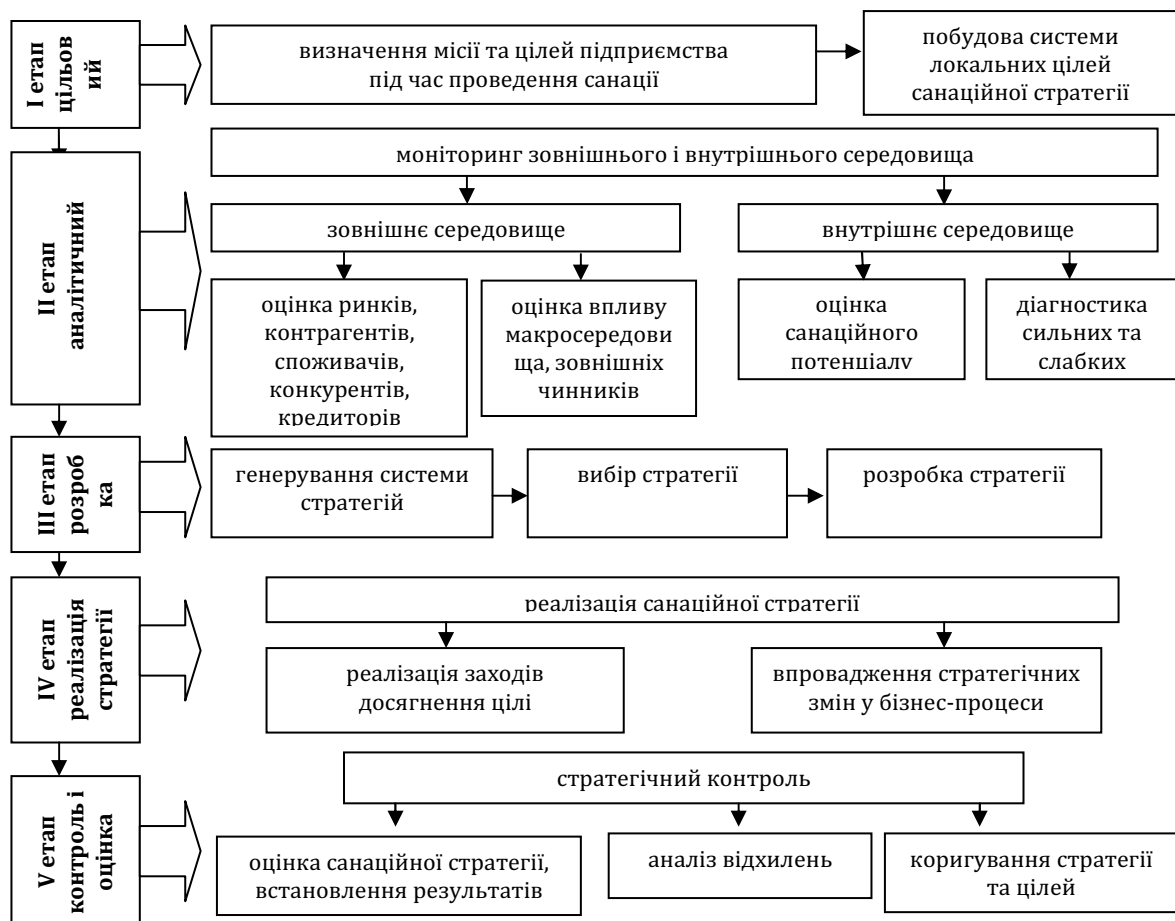 І етап
цільов
ий
визначення місії та цілей підприємства
під час проведення санації
побудова системи
локальних цілей
санаційної стратегії
ІІ етап
аналітичний
моніторинг зовнішнього і внутрішнього середовища
зовнішнє середовище
внутрішнє середовище
оцінка ринків,
контрагентів,
споживачів,
конкурентів,
кредиторів
оцінка впливу
макросередови
ща, зовнішніх
чинників
оцінка
санаційного
потенціалу
діагностика
сильних та
слабких
ІІІ етап
розроб
ка
генерування системи
стратегій
вибір стратегії
розробка стратегії
IV етап
реалізація
стратегії
реалізація санаційної стратегії
реалізація заходів
досягнення цілі
впровадження стратегічних
змін у бізнес-процеси
V етап
контроль і
оцінка
стратегічний контроль
оцінка санаційної стратегії,
встановлення результатів
аналіз відхилень
коригування стратегії
та цілей